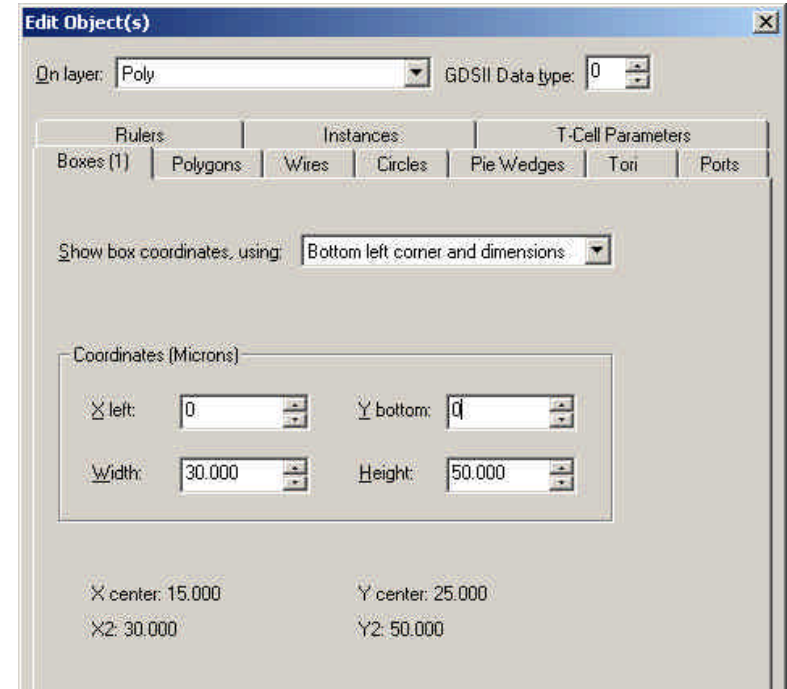 Edit Object(s)
On layer: Poly GDSII Data type: 0
Rulers Instances T-Cell Parameters
Boxes (1) Polygons Wires Circles Pie Wedges Tori Ports
Show box coordinates, using: Bottom left corner and dimensions
Coordinates (Microns)
X left: 0 Y bottom: 0
Width: 30.000 Height: 50.000
X center: 15.000 Y center: 25.000
X2: 30.000 Y2: 50.000